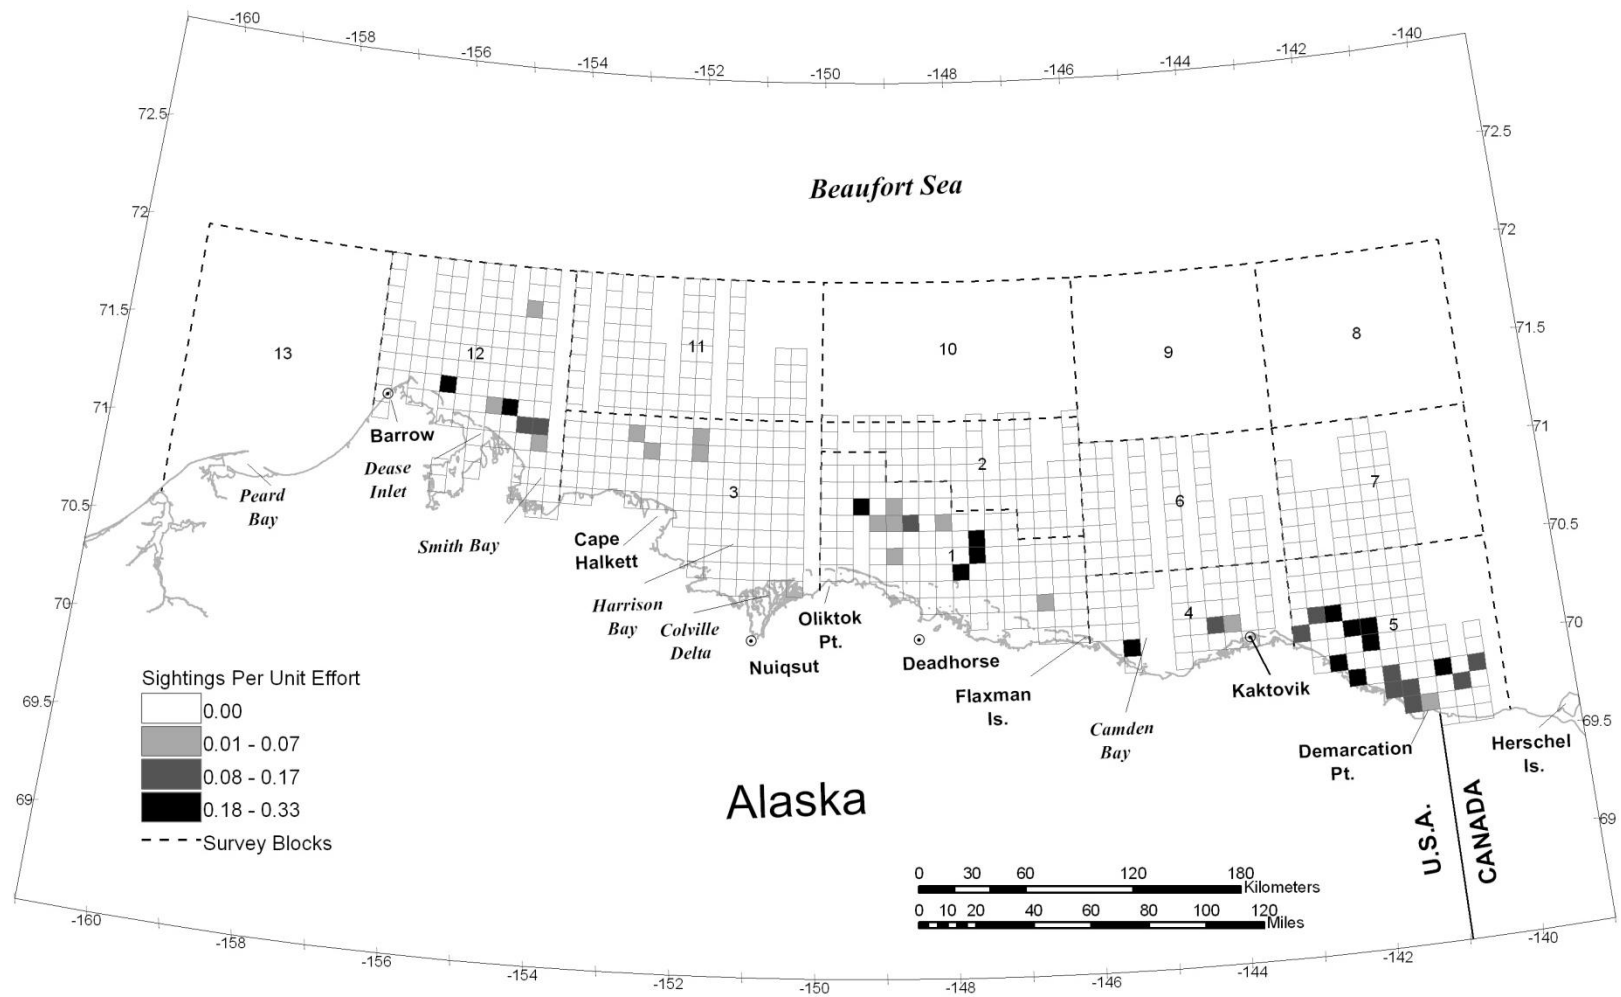 -160
-158
-156
-154
-152
-150
-148
-146
-144
-142
-140
72.5
72.5
Beaufort Sea
72
72
71.5
71.5
13
12
11
10
9
8
71
71
Barrow
Dease
Inlet
Peard
Bay
Smith Bay
Cape
Halkett
3
2
1
6
7
4
5
70.5
70.5
Harrison
Bay
Colville
Delta
Nuiqsut
Oliktok
Pt.
Deadhorse
Flaxman
Is.
Camden
Bay
Kaktovik
Demarcation
Pt.
Herschel
Is.
70
70
69.5
69.5
Sightings Per Unit Effort
0.00
0.01 - 0.07
0.08 - 0.17
0.18 - 0.33
Survey Blocks
Alaska
U.S.A.
CANADA
69
69
0 30 60 120 180
Kilometers
0 10 20 40 60 80 100 120
Miles
-160
-158
-156
-154
-152
-150
-148
-146
-144
-142
-140